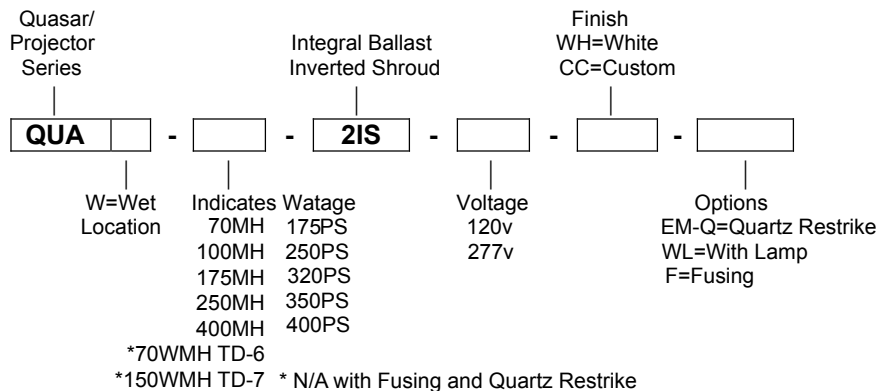 Quasar/
Projector
Series
Integral Ballast
Inverted Shroud
Finish
WH=White
CC=Custom
QUA - - 2IS - - -
W=Wet
Location
Indicates Watage
70MH 175PS
100MH 250PS
175MH 320PS
250MH 350PS
400MH 400PS
*70WMH TD-6
*150WMH TD-7 * N/A with Fusing and Quartz Restrike
Voltage
120v
277v
Options
EM-Q=Quartz Restrike
WL=With Lamp
F=Fusing